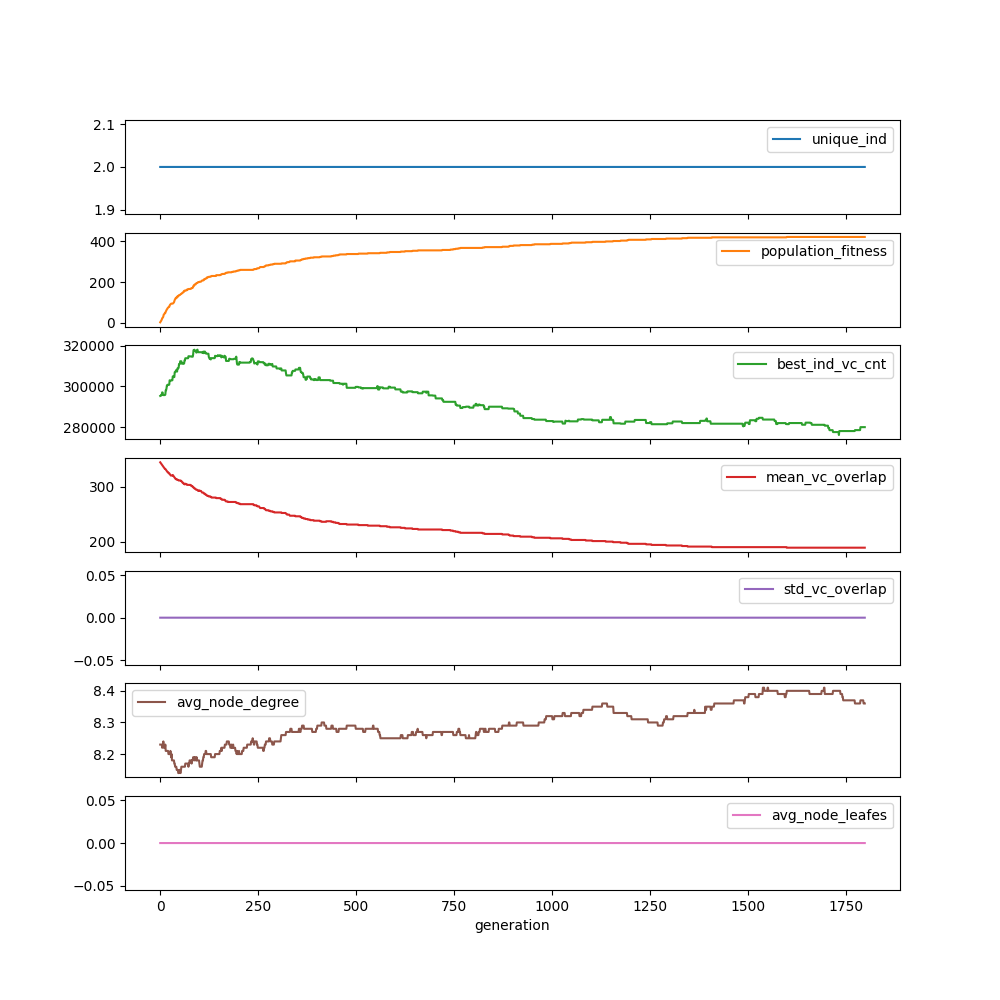 2.1
2.0
1.9
unique_ind
400
200
0
population_fitness
320000
300000
280000
best_ind_vc_cnt
300
200
mean_vc_overlap
0.05
0.00
−0.05
std_vc_overlap
8.4
8.3
8.2
avg_node_degree
0.05
0.00
−0.05
avg_node_leafes
0 250 500 750 1000 1250 1500 1750
generation